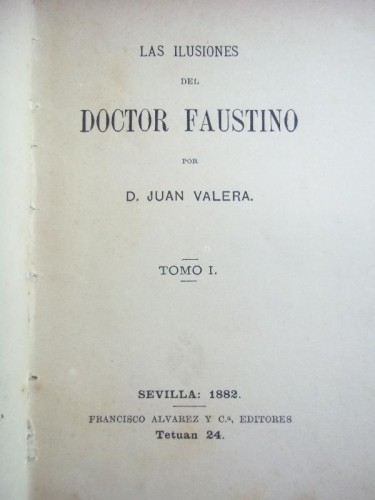 LAS ILUSIONES
DEL
DOCTOR FAUSTINO
POR
D. JUAN VALERA.
TOMO I.
SEVILLA: 1882.
FRANCISCO ALVAREZ Y C.ª, EDITORES
Tetuan 24.